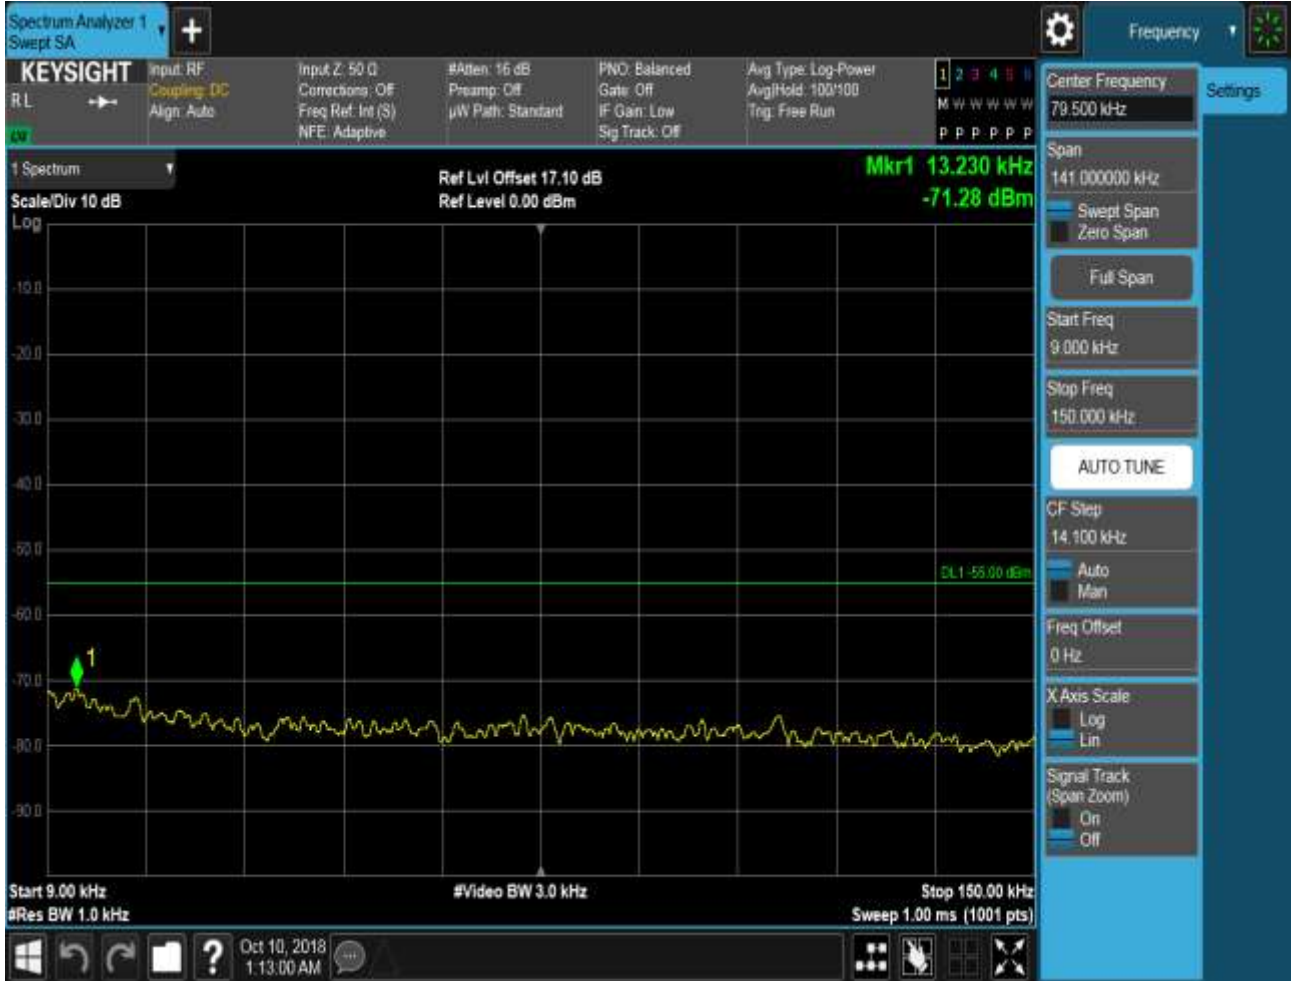 Spectrum Analyzer 1
Swept SA
+
Frequency
KEYSIGHT
RL
Input: RF
Coupling: DC
Align: Auto
Input Z: 50 Ω
Corrections: Off
Freq Ref: Int (S)
NFE: Adaptive
#Atten: 16 dB
Preamp: Off
µW Path: Standard
PNO: Balanced
Gate: Off
IF Gain: Low
Sig Track: Off
Avg Type: Log-Power
Avg|Hold: 100/100
Trig: Free Run
1 2 3 4 5 6
M W W W W W
P P P P P P
1 Spectrum
Scale/Div 10 dB
Log
Ref Lvl Offset 17.10 dB
Ref Level 0.00 dBm
Mkr1 13.230 kHz
-71.28 dBm
-10.0
-20.0
-30.0
-40.0
-50.0
-60.0
-70.0
-80.0
-90.0
DL1 -55.00 dBm
1
Start 9.00 kHz
#Res BW 1.0 kHz
#Video BW 3.0 kHz
Stop 150.00 kHz
Sweep 1.00 ms (1001 pts)
?
Oct 10, 2018
1:13:00 AM
Settings
Center Frequency
79.500 kHz
Span
141.000000 kHz
Swept Span
Zero Span
Full Span
Start Freq
9.000 kHz
Stop Freq
150.000 kHz
AUTO TUNE
CF Step
14.100 kHz
Auto
Man
Freq Offset
0 Hz
X Axis Scale
Log
Lin
Signal Track
(Span Zoom)
On
Off